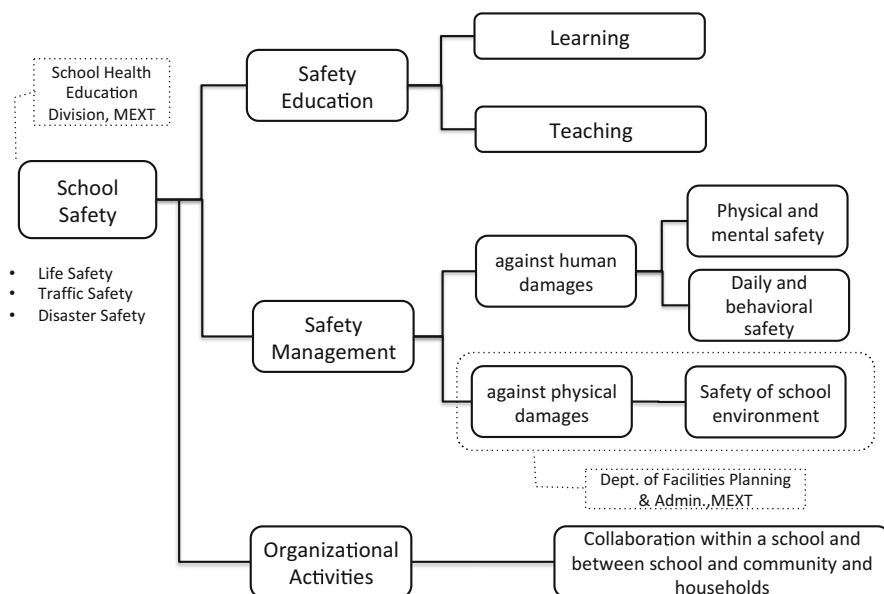 School Health
Education
Division, MEXT
School
Safety
• Life Safety
• Traffic Safety
• Disaster Safety
Safety
Education
Learning
Teaching
Safety
Management
against human
damages
Physical and
mental safety
Daily and
behavioral
safety
against physical
damages
Safety of school
environment
Dept. of Facilities Planning
& Admin.,MEXT
Organizational
Activities
Collaboration within a school and
between school and community and
households